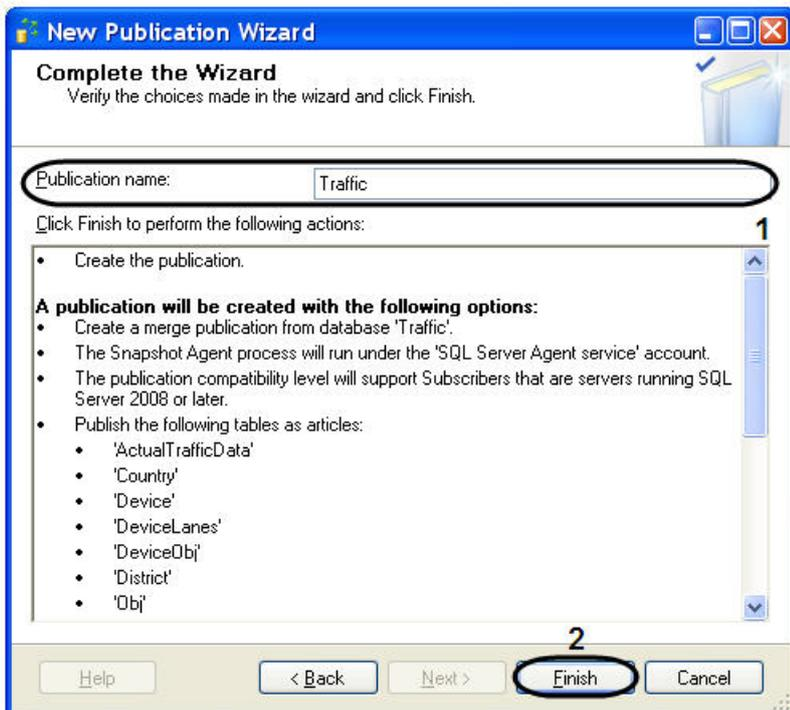 New Publication Wizard
Complete the Wizard
Verify the choices made in the wizard and click Finish.
Publication name: Traffic
1
Click Finish to perform the following actions:
• Create the publication.
A publication will be created with the following options:
• Create a merge publication from database 'Traffic'.
• The Snapshot Agent process will run under the 'SQL Server Agent service' account.
• The publication compatibility level will support Subscribers that are servers running SQL
Server 2008 or later.
• Publish the following tables as articles:
• 'ActualTrafficData'
• 'Country'
• 'Device'
• 'DeviceLanes'
• 'DeviceObj'
• 'District'
• 'Obj'
2
Help
< Back
Next >
Finish
Cancel